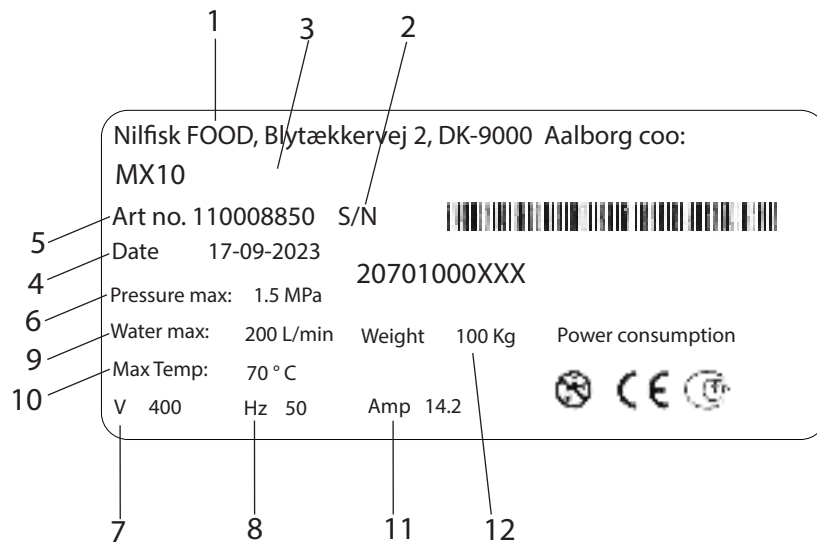 1 3 2
Nilfisk FOOD, Blytækkervej 2, DK-9000 Aalborg coo:
MX10
5 Art no. 110008850 S/N
4 Date 17-09-2023
20701000XXX
6 Pressure max: 1.5 MPa
9 Water max: 200 L/min Weight 100 Kg Power consumption
10 Max Temp: 70 ° C
V 400 Hz 50 Amp 14.2
CE
7 8 11 12